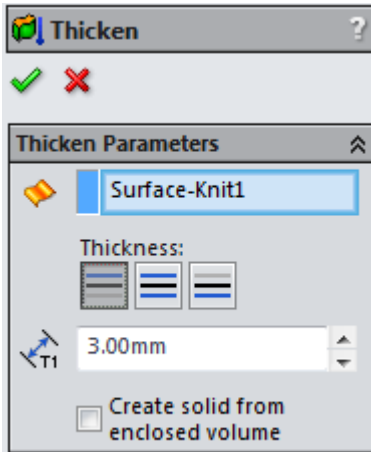 Thicken ?
Thicken Parameters
Surface-Knit1
Thickness:
T1 3.00mm
Create solid from
enclosed volume